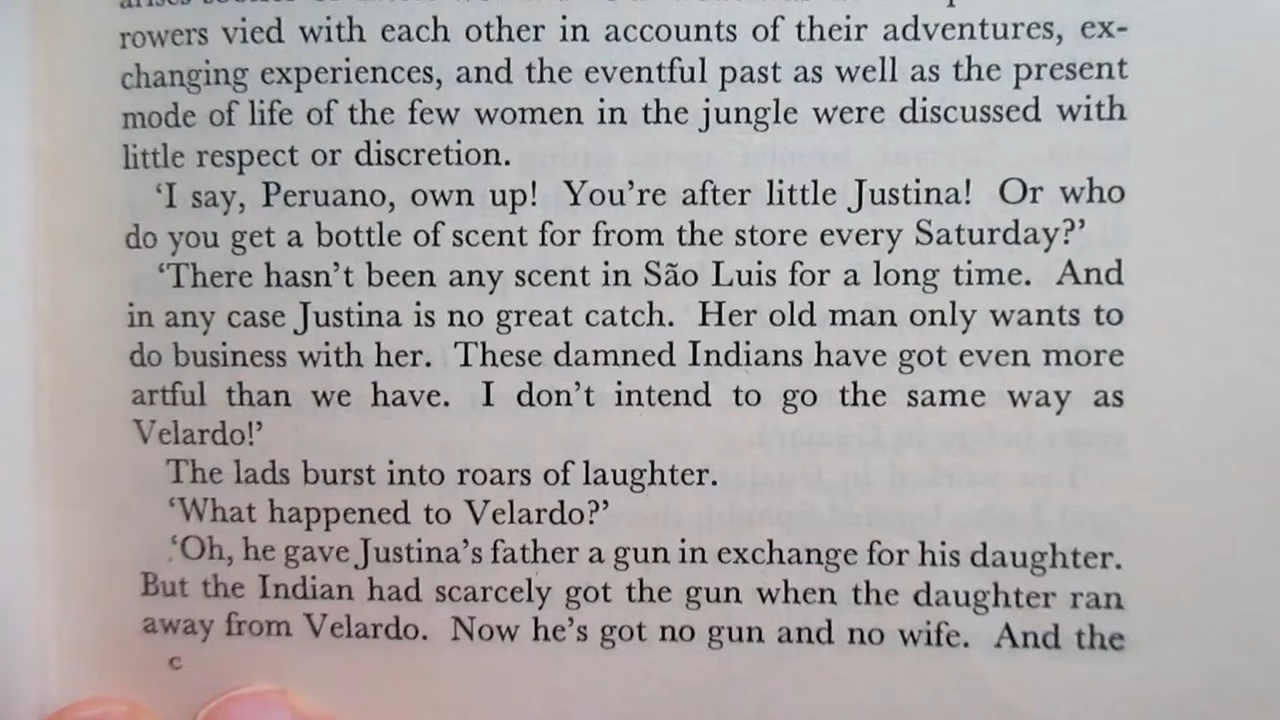 rowers vied with each other in accounts of their adventures, ex-
changing experiences, and the eventful past as well as the present
mode of life of the few women in the jungle were discussed with
little respect or discretion.
‘I say, Peruano, own up! You’re after little Justina! Or who
do you get a bottle of scent for from the store every Saturday?’
‘There hasn’t been any scent in São Luis for a long time. And
in any case Justina is no great catch. Her old man only wants to
do business with her. These damned Indians have got even more
artful than we have. I don’t intend to go the same way as
Velardo!’
The lads burst into roars of laughter.
‘What happened to Velardo?’
‘Oh, he gave Justina’s father a gun in exchange for his daughter.
But the Indian had scarcely got the gun when the daughter ran
away from Velardo. Now he’s got no gun and no wife. And the
c